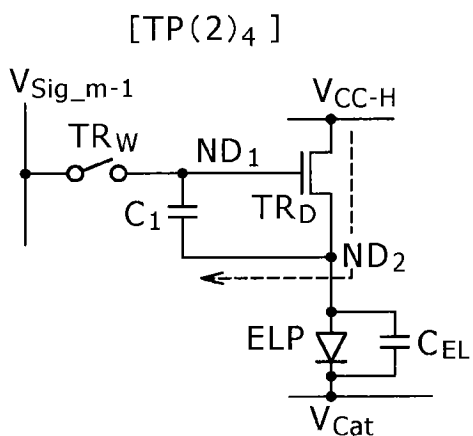 [TP(2)4 ]
VSig_m-1
VCC-H
TRW
ND1
C1
TRD
ND2
ELP
CEL
VCat